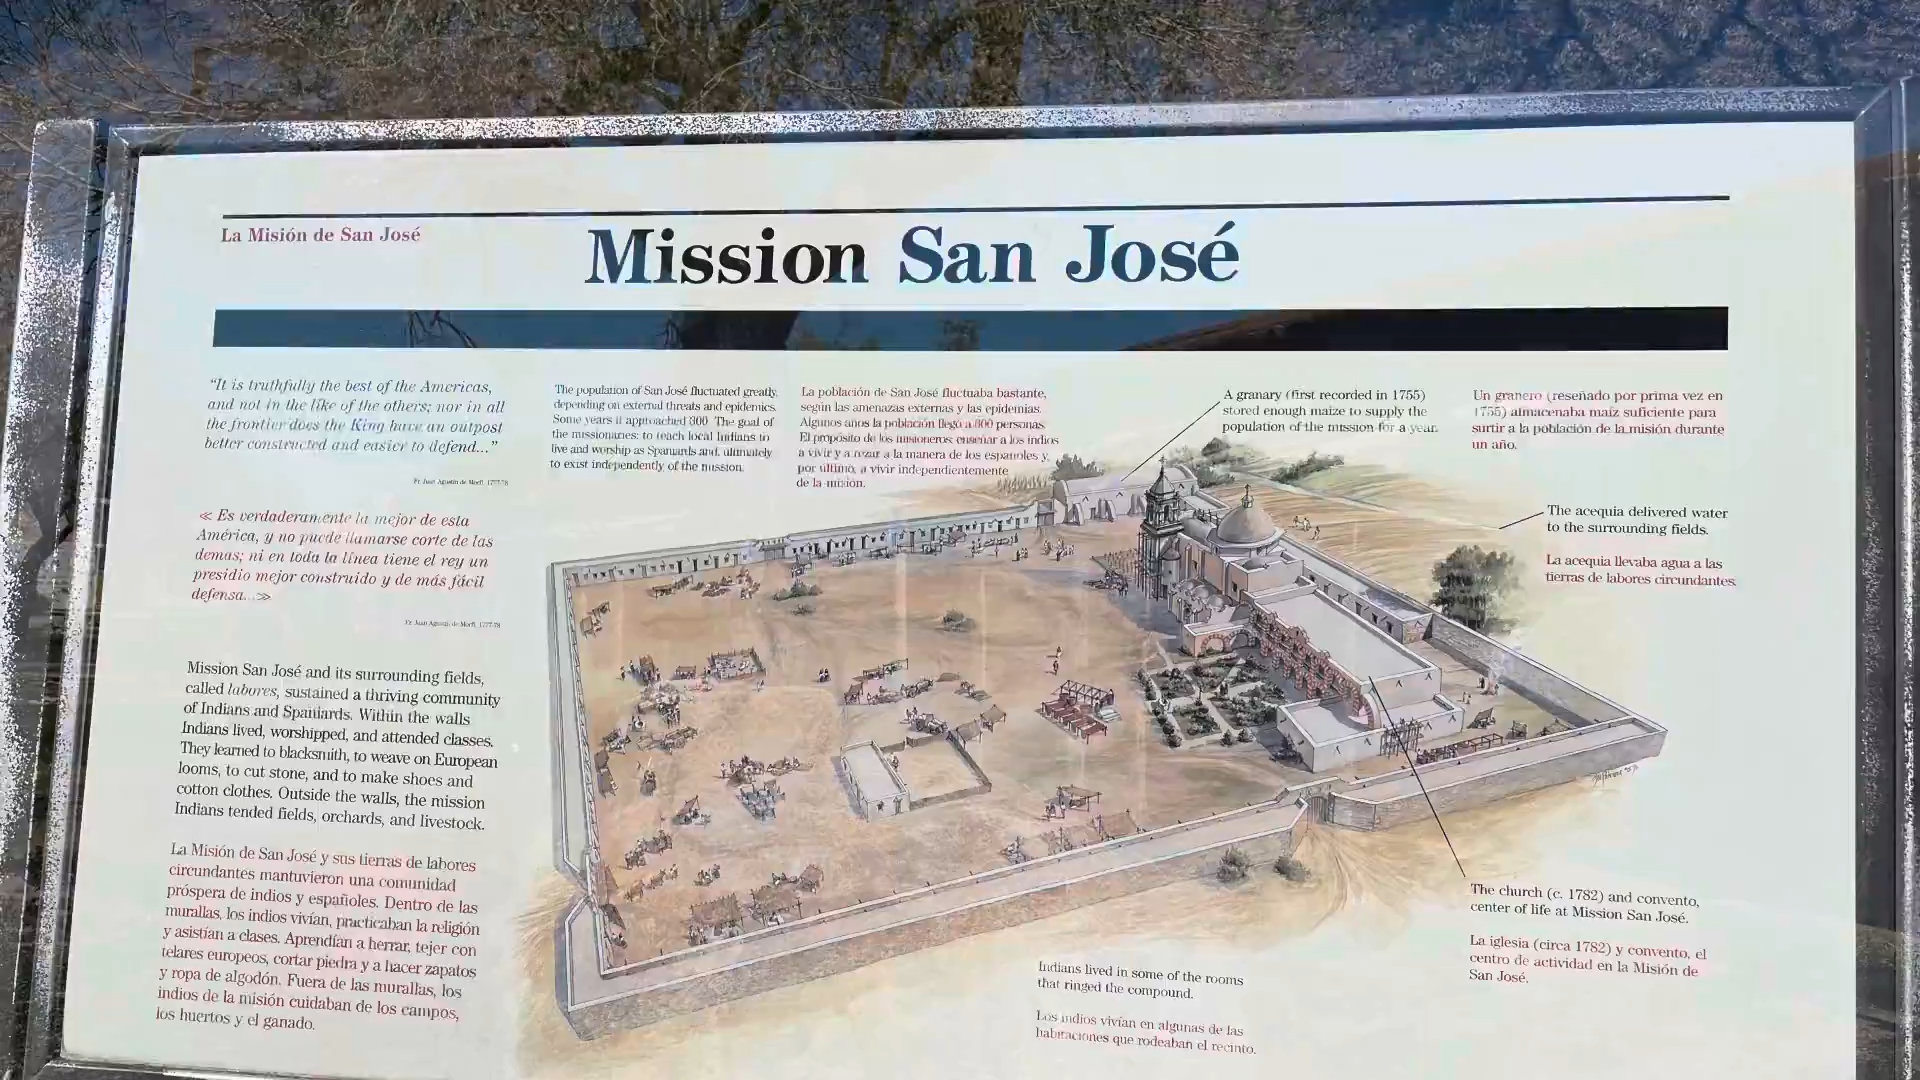 La Misión de San José
Mission San José
"It is truthfully the best of the Americas,
and not in the like of the others; nor in all
the frontier does the King have an outpost
better constructed and easier to defend..."
Fr. Juan Agustín de Morfi, 1777-78
≪ Es verdaderamente la mejor de esta
América, y no puede llamarse corte de las
demas; ni en toda la línea tiene el rey un
presidio mejor construido y de más fácil
defensa...≫
Fr. Juan Agustín de Morfi, 1777-78
Mission San José and its surrounding fields,
called labores, sustained a thriving community
of Indians and Spaniards. Within the walls
Indians lived, worshipped, and attended classes.
They learned to blacksmith, to weave on European
looms, to cut stone, and to make shoes and
cotton clothes. Outside the walls, the mission
Indians tended fields, orchards, and livestock.
La Misión de San José y sus tierras de labores
circundantes mantuvieron una comunidad
próspera de indios y españoles. Dentro de las
murallas, los indios vivían, practicaban la religión
y asistían a clases. Aprendían a herrar, tejer con
telares europeos, cortar piedra y a hacer zapatos
y ropa de algodón. Fuera de las murallas, los
indios de la misión cuidaban de los campos,
los huertos y el ganado.
The population of San José fluctuated greatly,
depending on external threats and epidemics.
Some years it approached 300. The goal of
the missionaries: to teach local Indians to
live and worship as Spaniards and, ultimately
to exist independently of the mission.
La población de San José fluctuaba bastante,
según las amenazas externas y las epidemias.
Algunos años la población llegó a 300 personas.
El propósito de los misioneros: enseñar a los indios
a vivir y a rezar a la manera de los españoles y,
por último, a vivir independientemente
de la misión.
A granary (first recorded in 1755)
stored enough maize to supply the
population of the mission for a year.
Un granero (reseñado por prima vez en
1755) almacenaba maíz suficiente para
surtir a la población de la misión durante
un año.
The acequia delivered water
to the surrounding fields.
La acequia llevaba agua a las
tierras de labores circundantes.
The church (c. 1782) and convento,
center of life at Mission San José.
La iglesia (circa 1782) y convento, el
centro de actividad en la Misión de
San José.
Indians lived in some of the rooms
that ringed the compound.
Los indios vivían en algunas de las
habitaciones que rodeaban el recinto.